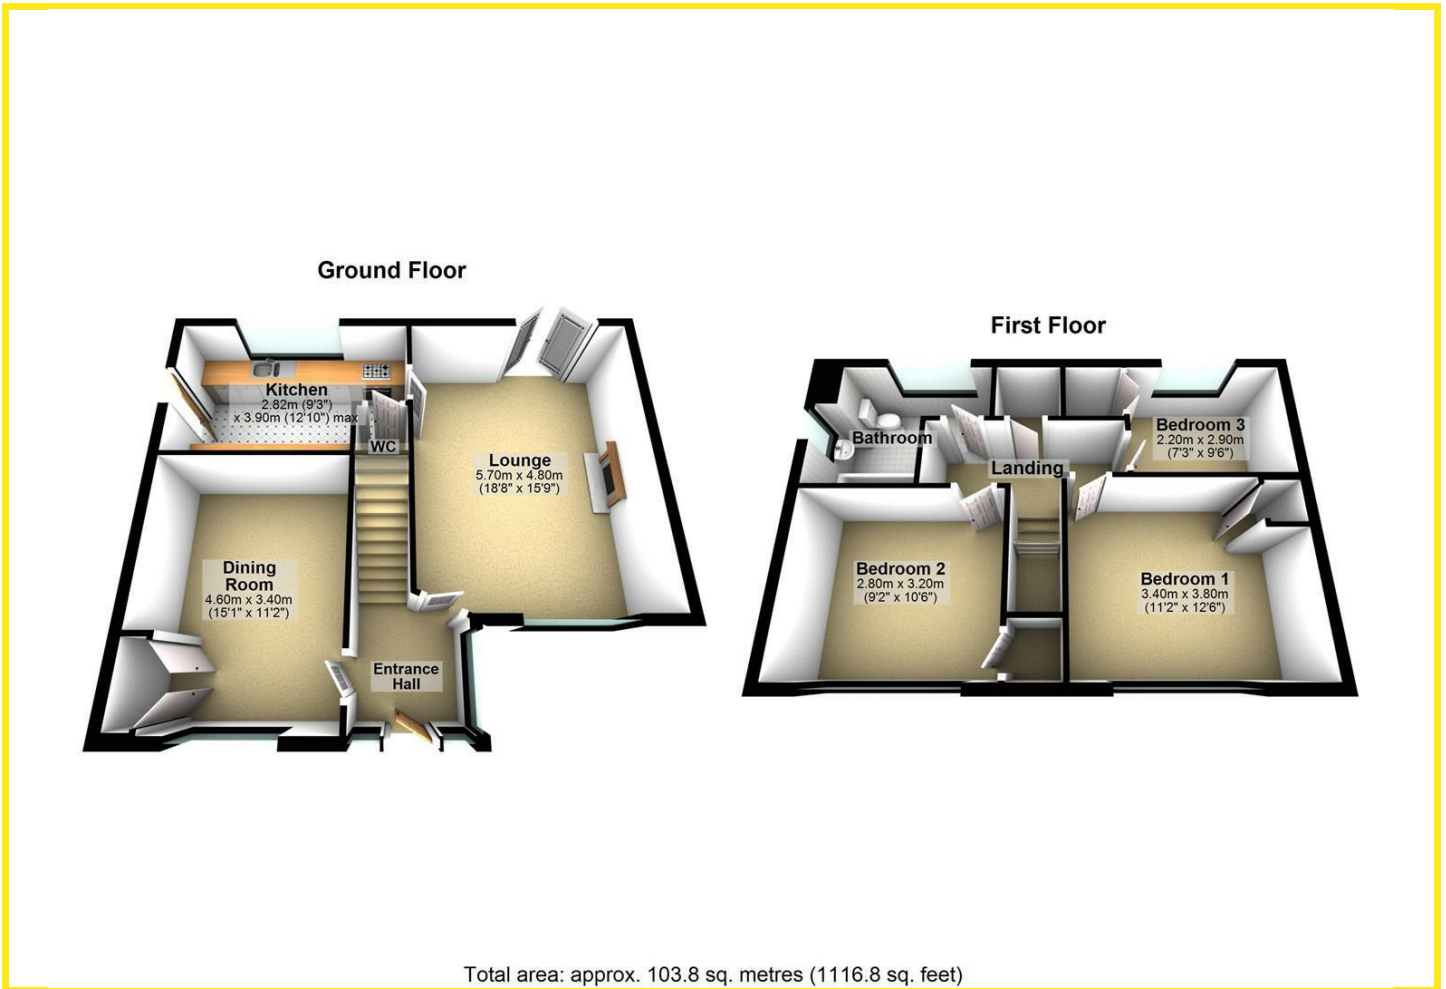 Ground Floor
Kitchen
2.82m (9'3")
x 3.90m (12'10") max
WC
Lounge
5.70m x 4.80m
(18'8" x 15'9")
Dining
Room
4.60m x 3.40m
(15'1" x 11'2")
Entrance
Hall
First Floor
Bathroom
Landing
Bedroom 3
2.20m x 2.90m
(7'3" x 9'6")
Bedroom 2
2.80m x 3.20m
(9'2" x 10'6")
Bedroom 1
3.40m x 3.80m
(11'2" x 12'6")
Total area: approx. 103.8 sq. metres (1116.8 sq. feet)